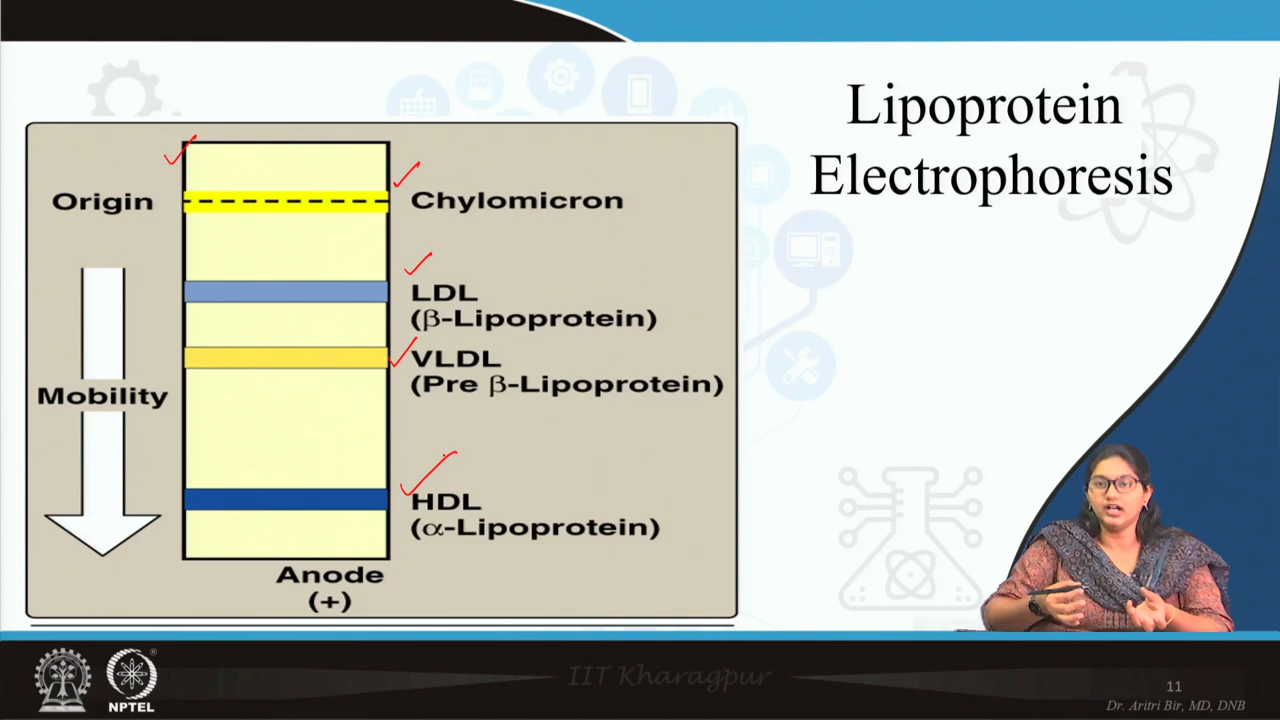 Lipoprotein
Electrophoresis
Origin
Chylomicron
LDL
(β-Lipoprotein)
VLDL
(Pre β-Lipoprotein)
Mobility
HDL
(α-Lipoprotein)
Anode
(+)
IIT Kharagpur
NPTEL
®
11
Dr. Aritri Bir, MD, DNB